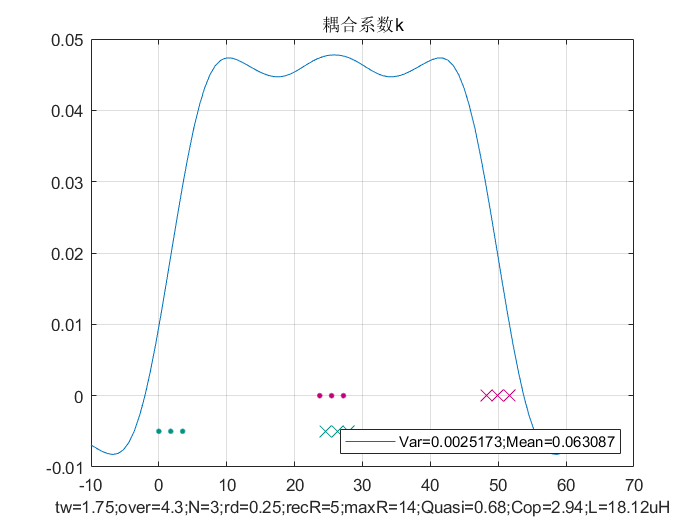 耦合系数k
0.05
0.04
0.03
0.02
0.01
0
-0.01
-10 0 10 20 30 40 50 60 70
Var=0.0025173;Mean=0.063087
tw=1.75;over=4.3;N=3;rd=0.25;recR=5;maxR=14;Quasi=0.68;Cop=2.94;L=18.12uH